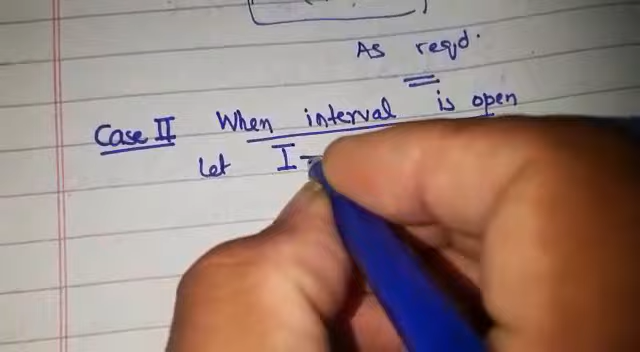 As reqd.
Case II When interval is open
Let I